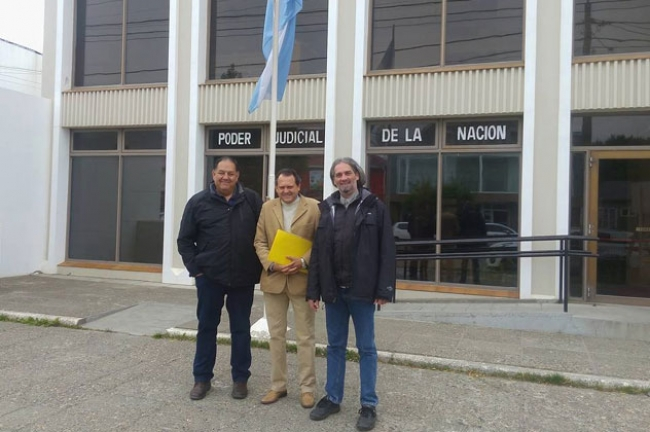 PODER JUDICIAL DE LA NACION